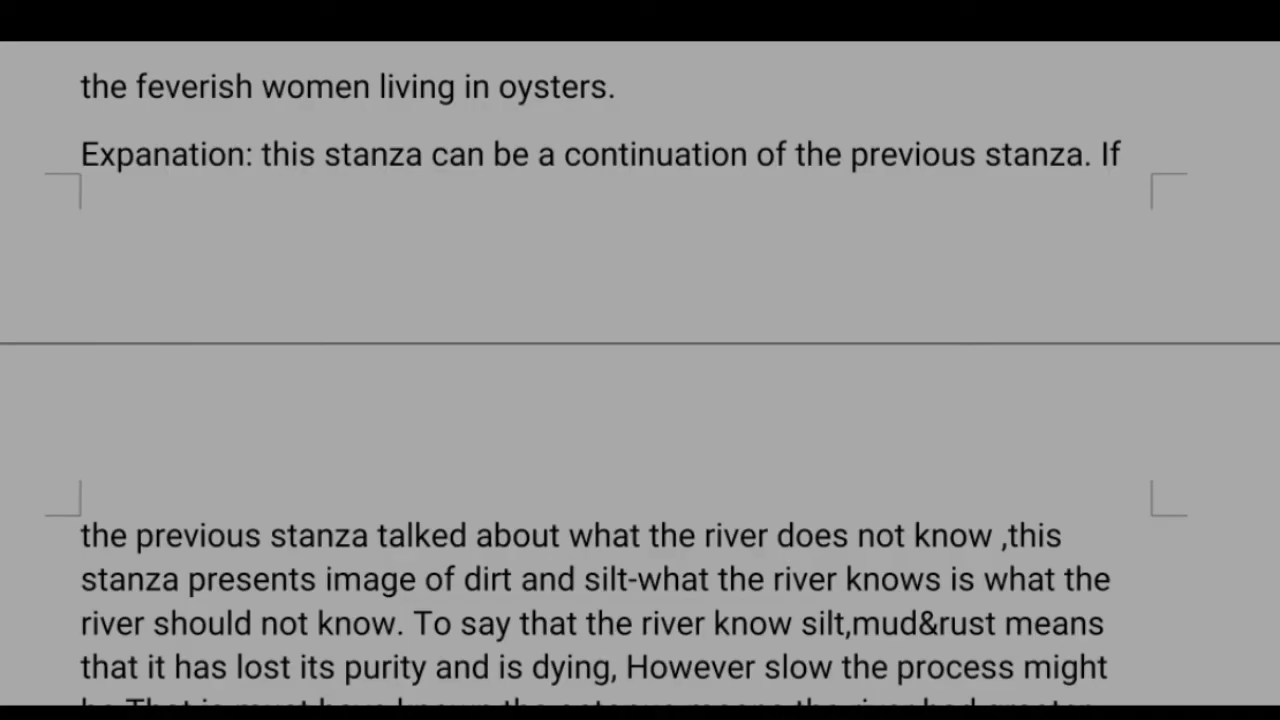 the feverish women living in oysters.
Expanation: this stanza can be a continuation of the previous stanza. If
the previous stanza talked about what the river does not know ,this
stanza presents image of dirt and silt-what the river knows is what the
river should not know. To say that the river know silt,mud&rust means
that it has lost its purity and is dying, However slow the process might